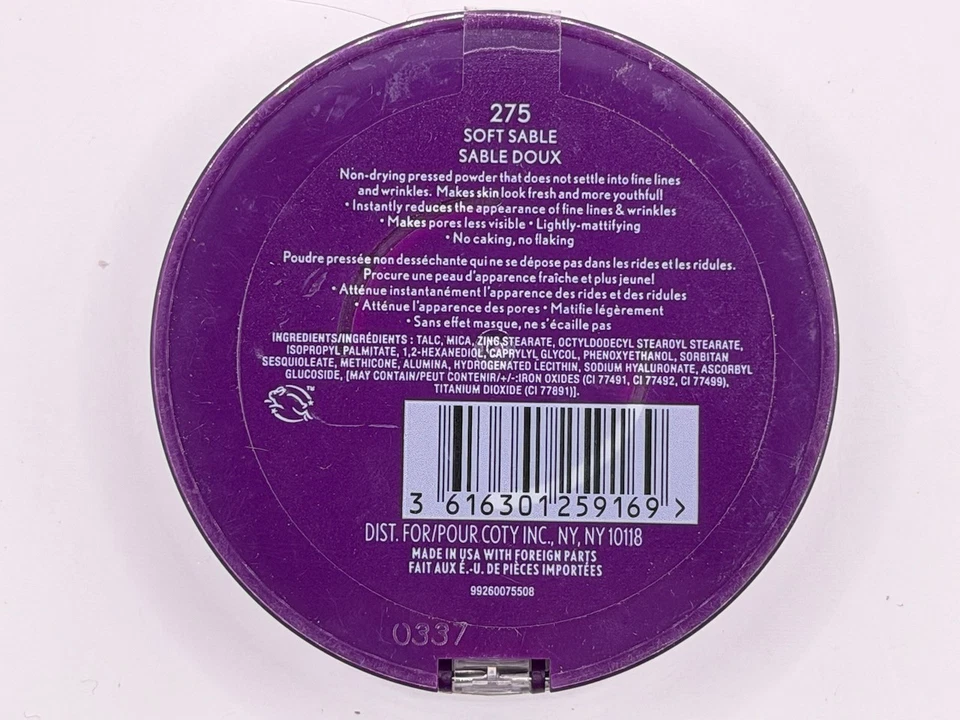 275
SOFT SABLE
SABLE DOUX
Non-drying pressed powder that does not settle into fine lines
and wrinkles. Makes skin look fresh and more youthful!
• Instantly reduces the appearance of fine lines & wrinkles
• Makes pores less visible • Lightly-mattifying
• No caking, no flaking
Poudre pressée non desséchante qui ne se dépose pas dans les rides et les ridules.
Procure une peau d'apparence fraîche et plus jeune!
• Atténue instantanément l'apparence des rides et des ridules
• Atténue l'apparence des pores • Matifie légèrement
• Sans effet masque, ne s'écaille pas
INGREDIENTS/INGRÉDIENTS : TALC, MICA, ZINC STEARATE, OCTYLDODECYL STEAROYL STEARATE,
ISOPROPYL PALMITATE, 1,2-HEXANEDIOL, CAPRYLYL GLYCOL, PHENOXYETHANOL, SORBITAN
SESQUIOLEATE, METHICONE, ALUMINA, HYDROGENATED LECITHIN, SODIUM HYALURONATE, ASCORBYL
GLUCOSIDE, [MAY CONTAIN/PEUT CONTENIR/+/-:IRON OXIDES (CI 77491, CI 77492, CI 77499),
TITANIUM DIOXIDE (CI 77891)].
TM
3 616301 259169 >
DIST. FOR/POUR COTY INC., NY, NY 10118
MADE IN USA WITH FOREIGN PARTS
FAIT AUX É.-U. DE PIÈCES IMPORTÉES
99260075508
0337